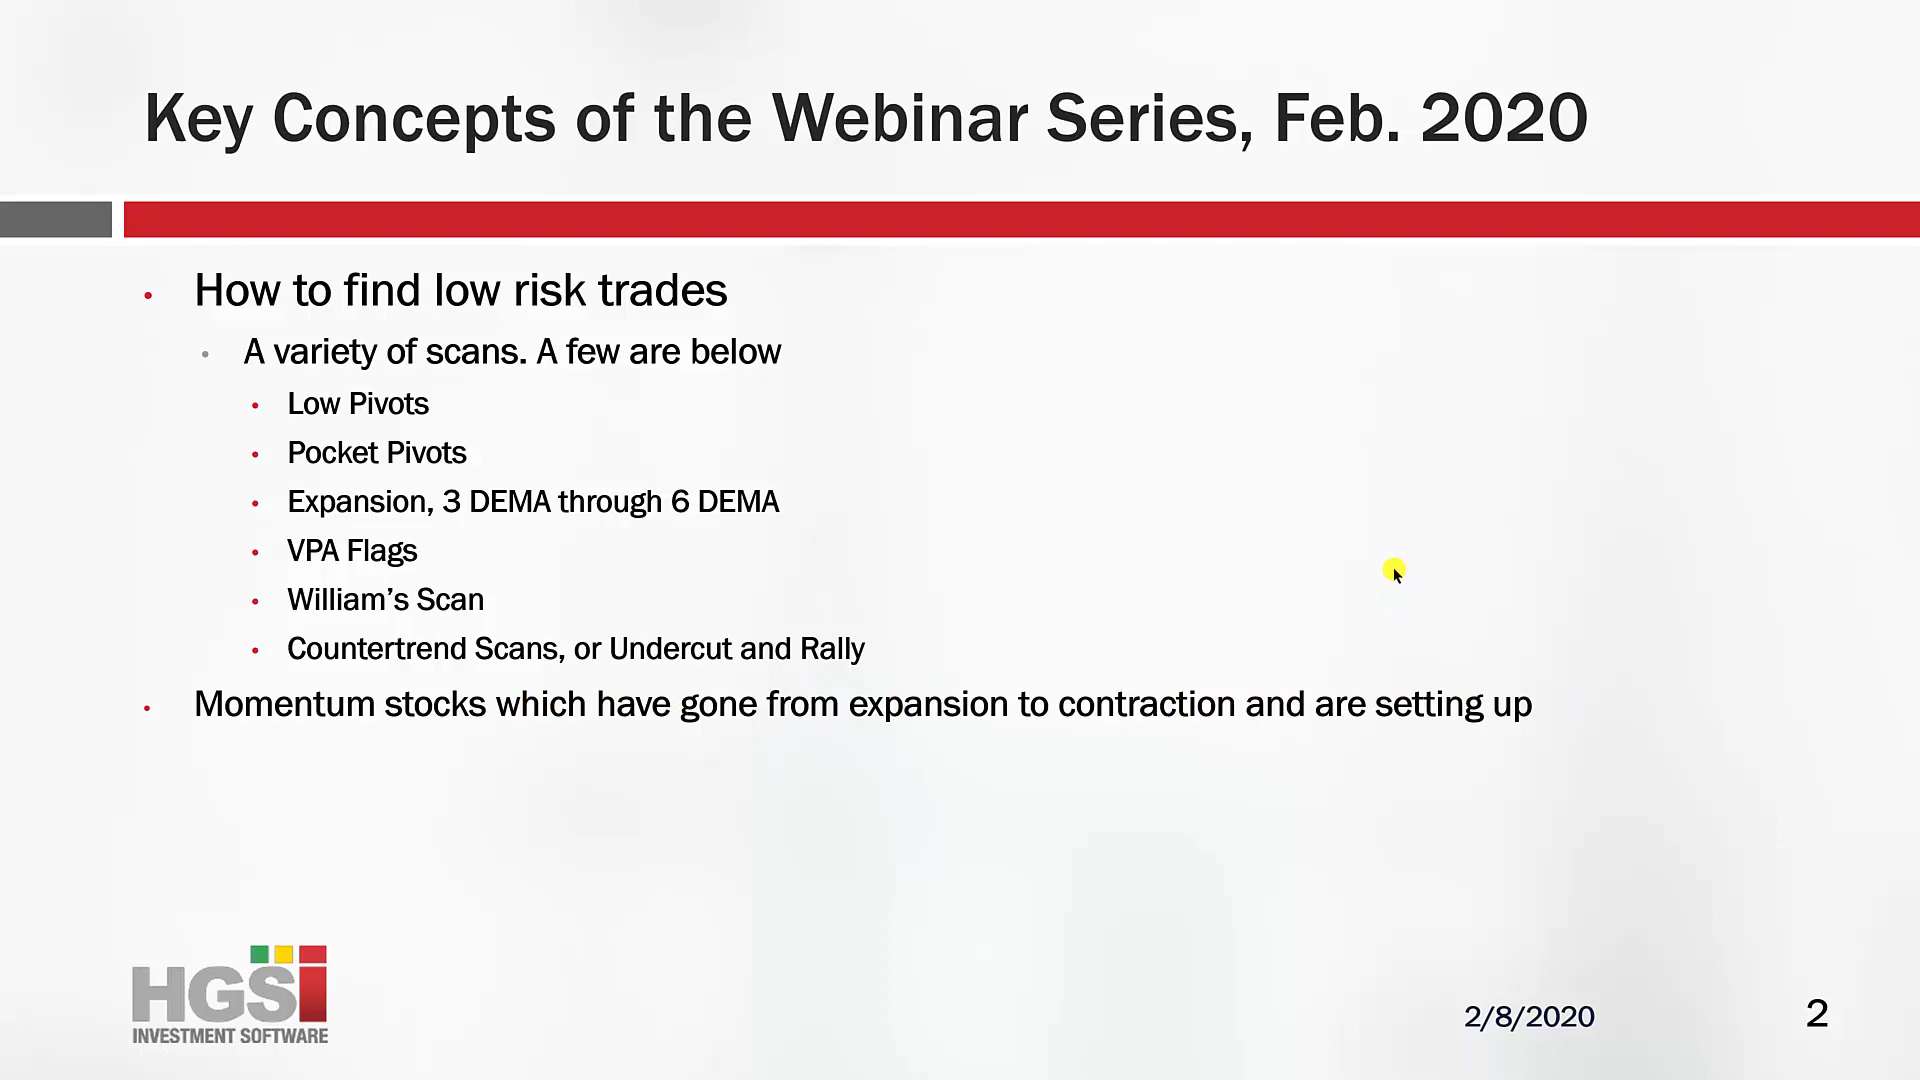 Key Concepts of the Webinar Series, Feb. 2020
How to find low risk trades
A variety of scans. A few are below
Low Pivots
Pocket Pivots
Expansion, 3 DEMA through 6 DEMA
VPA Flags
William’s Scan
Countertrend Scans, or Undercut and Rally
Momentum stocks which have gone from expansion to contraction and are setting up
HGSi
INVESTMENT SOFTWARE
2/8/2020
2